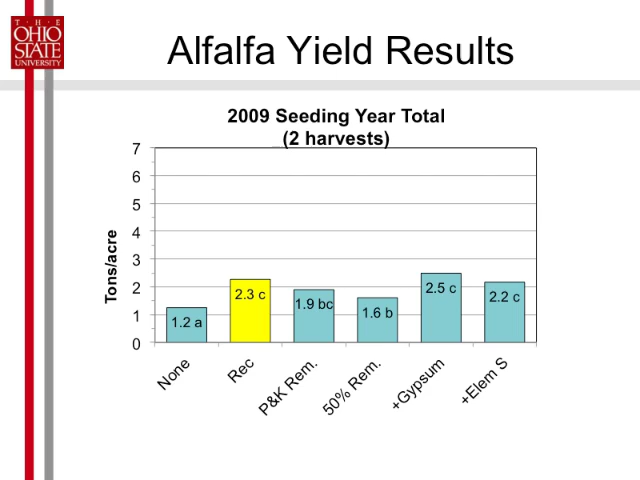 T · H · E
OHIO
STATE
UNIVERSITY
Alfalfa Yield Results
2009 Seeding Year Total
(2 harvests)
Tons/acre
7
6
5
4
3
2
1
0
1.2 a
2.3 c
1.9 bc
1.6 b
2.5 c
2.2 c
None
Rec
P&K Rem.
50% Rem.
+Gypsum
+Elem S